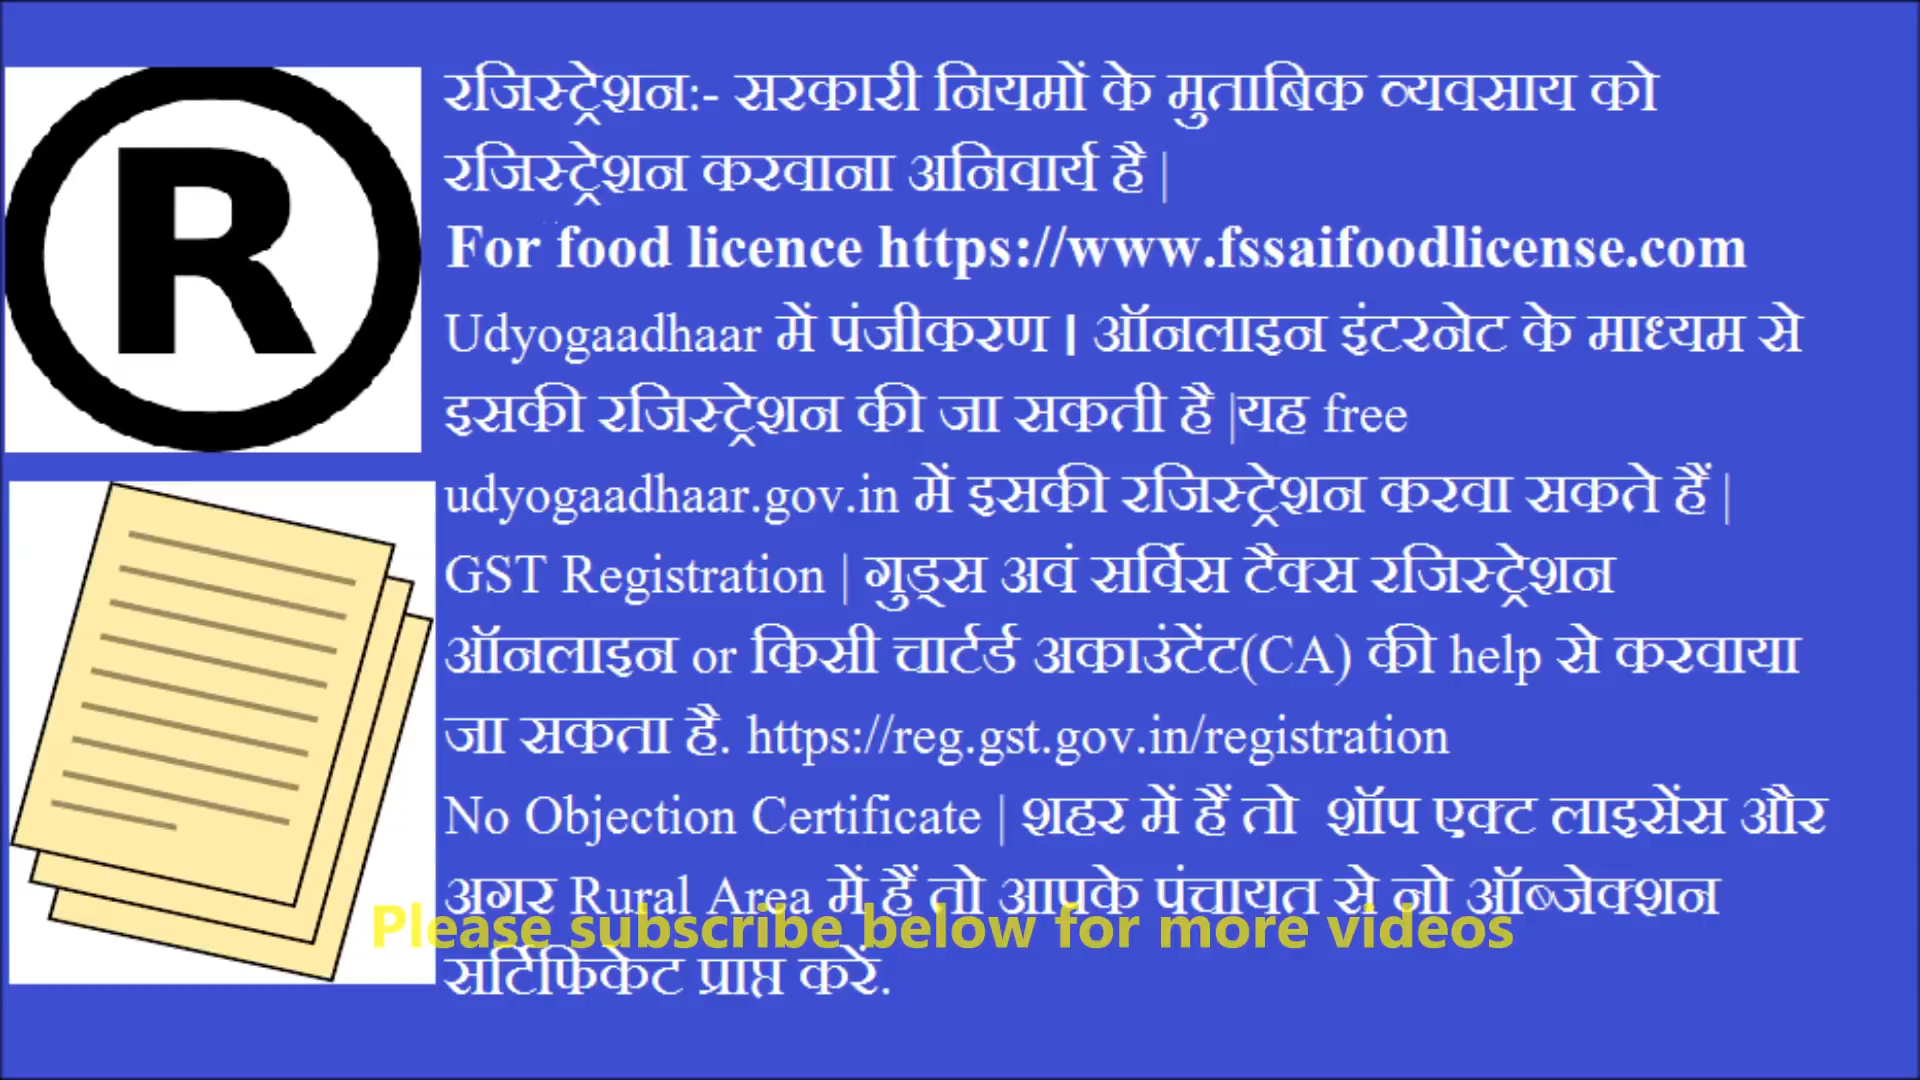 R
रजिस्ट्रेशन:- सरकारी नियमों के मुताबिक व्यवसाय को
रजिस्ट्रेशन करवाना अनिवार्य है |
For food licence https://www.fssaifoodlicense.com
Udyogaadhaar में पंजीकरण | ऑनलाइन इंटरनेट के माध्यम से
इसकी रजिस्ट्रेशन की जा सकती है |यह free
udyogaadhaar.gov.in में इसकी रजिस्ट्रेशन करवा सकते हैं |
GST Registration | गुड्स अवं सर्विस टैक्स रजिस्ट्रेशन
ऑनलाइन or किसी चार्टर्ड अकाउंटेंट(CA) की help से करवाया
जा सकता है. https://reg.gst.gov.in/registration
No Objection Certificate | शहर में हैं तो शॉप एक्ट लाइसेंस और
अगर Rural Area में हैं तो आपके पंचायत से नो ऑब्जेक्शन
Please subscribe below for more videos
सर्टिफिकेट प्राप्त करें.